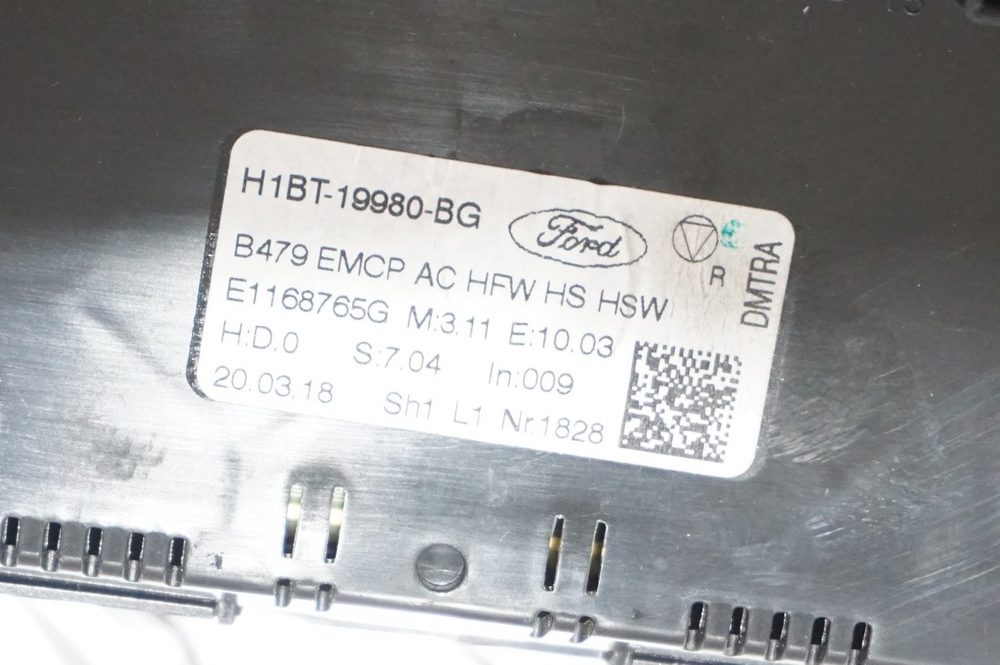 H1BT-19980-BG
Ford
R
DMTRA
B479 EMCP AC HFW HS HSW
E1168765G M:3.11 E:10.03
H:D.0 S:7.04 In:009
20.03.18 Sh1 L1 Nr.1828